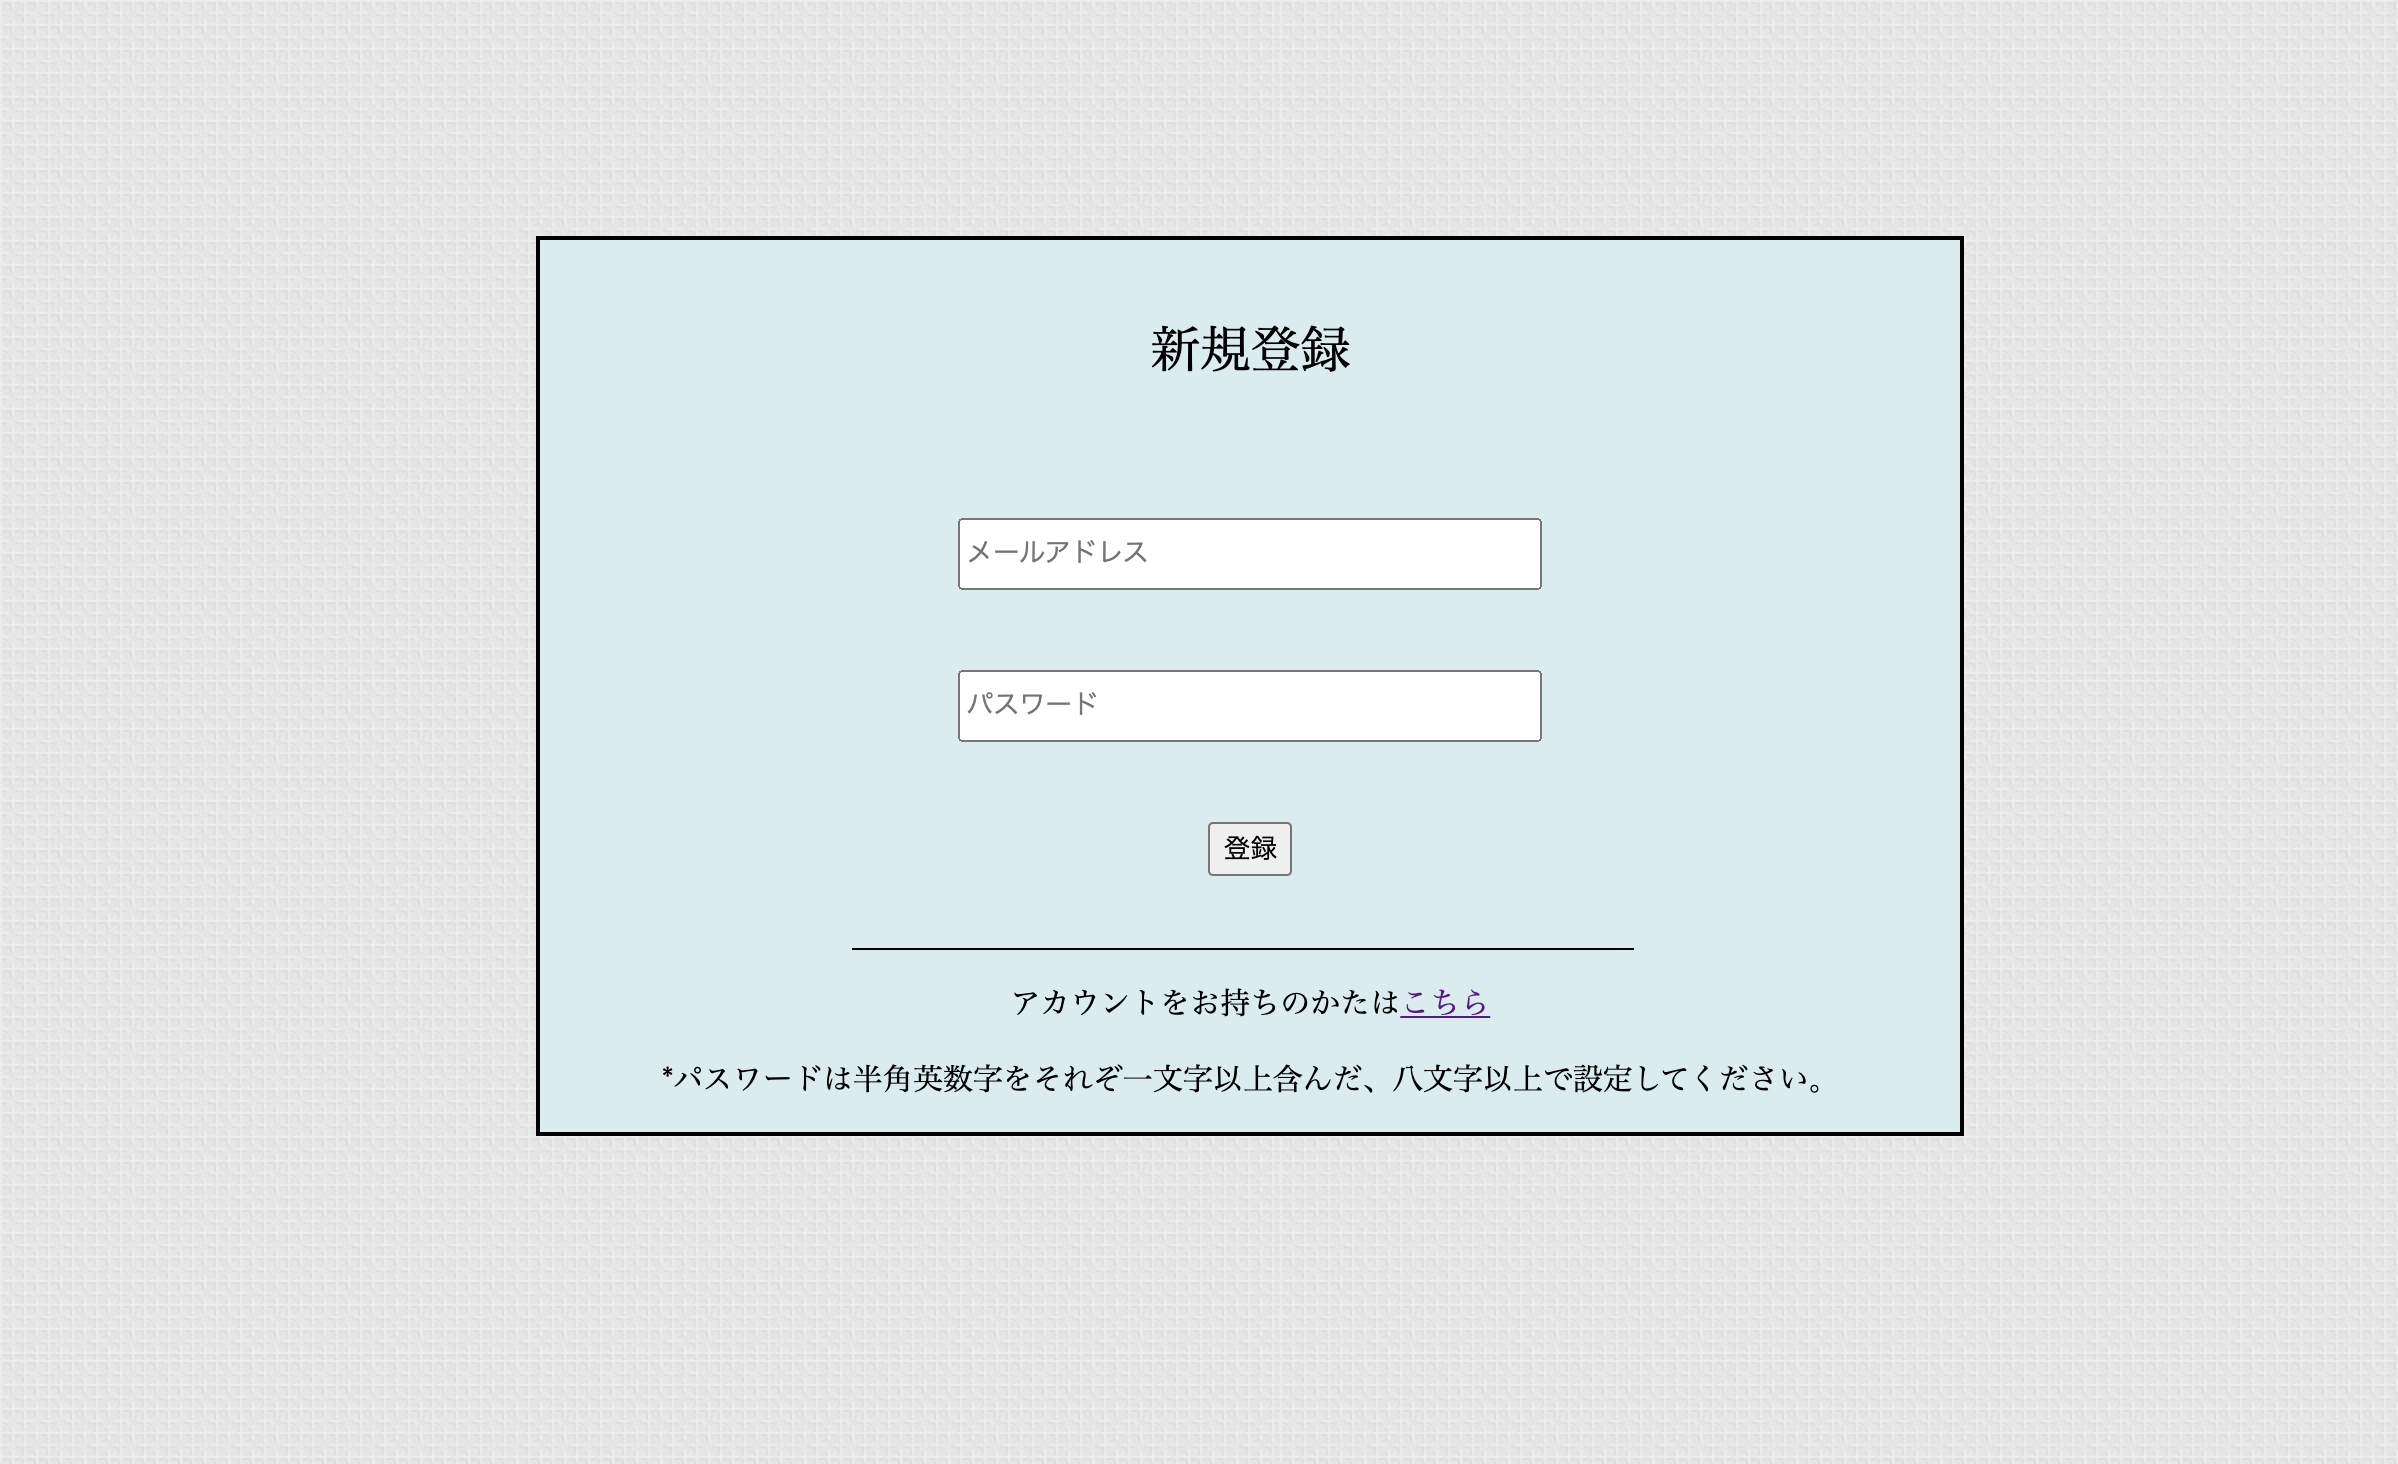 新規登録
メールアドレス
パスワード
登録
アカウントをお持ちのかたはこちら
*パスワードは半角英数字をそれぞ一文字以上含んだ、八文字以上で設定してください。